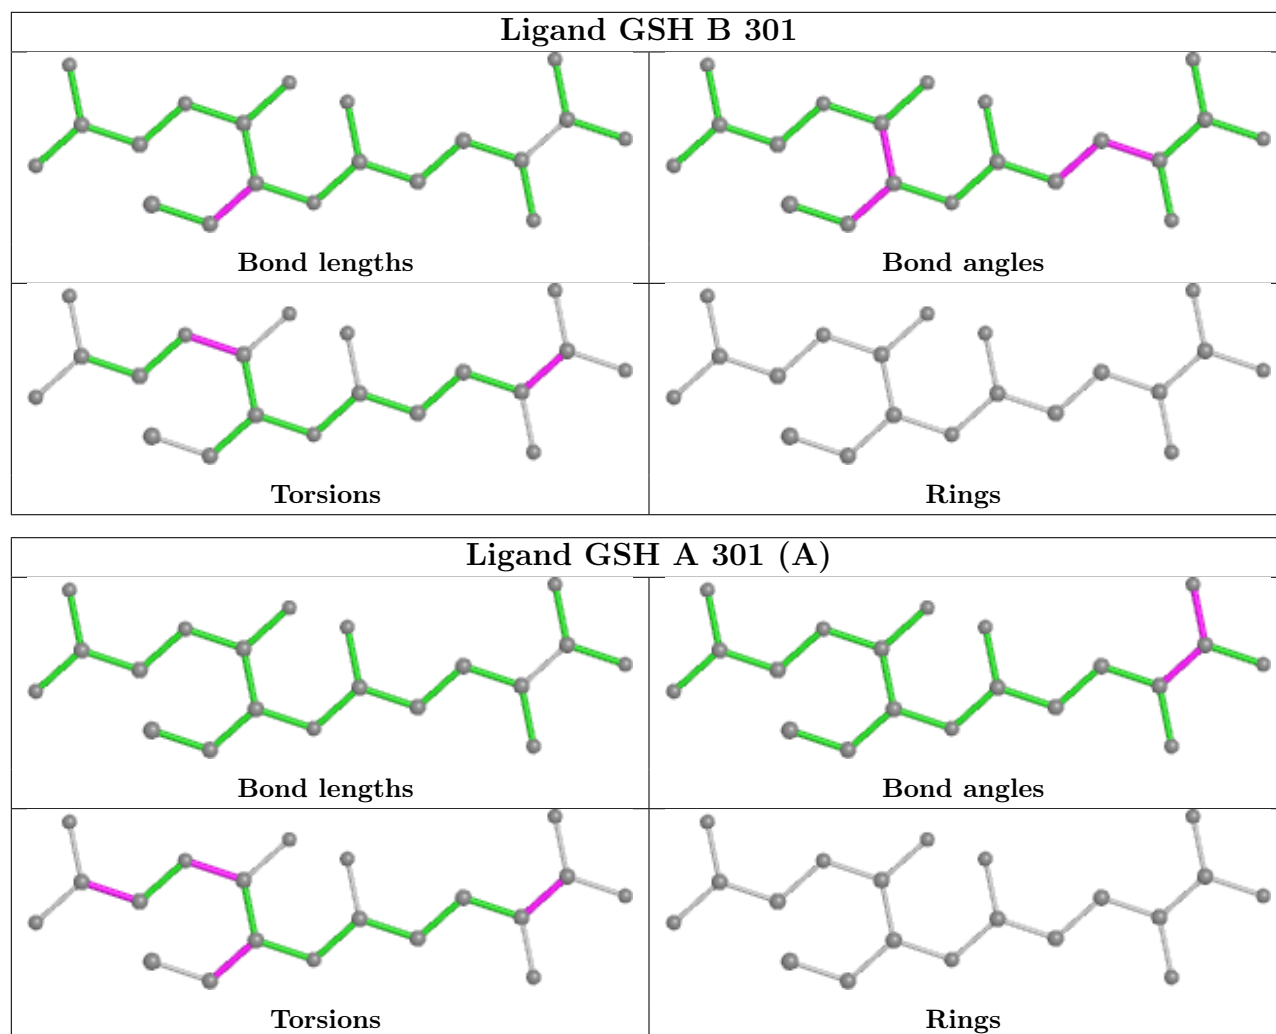 Ligand GSH B 301
Bond lengths
Bond angles
Torsions
Rings
Ligand GSH A 301 (A)
Bond lengths
Bond angles
Torsions
Rings